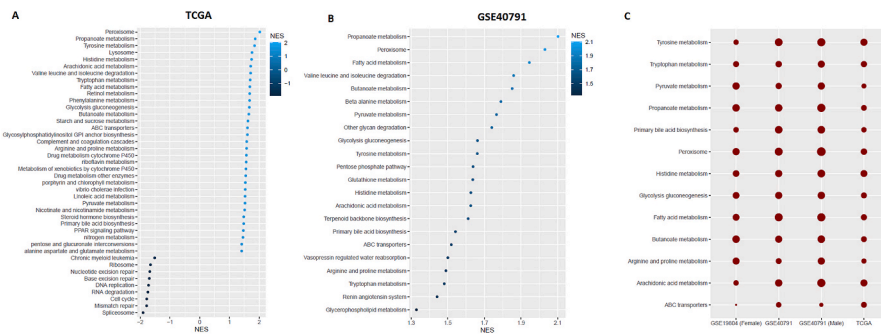 A
TCGA
Peroxisome
Propanoate metabolism
Tyrosine metabolism
Lysosome
Histidine metabolism
Arachidonic acid metabolism
Valine leucine and isoleucine degradation
Tryptophan metabolism
Fatty acid metabolism
Retinol metabolism
Phenylalanine metabolism
Glycolysis gluconeogenesis
Butanoate metabolism
Starch and sucrose metabolism
ABC transporters
Glycosylphosphatidylinositol GPI anchor biosynthesis
Complement and coagulation cascades
Arginine and proline metabolism
Drug metabolism cytochrome P450
riboflavin metabolism
Metabolism of xenobiotics by cytochrome P450
Drug metabolism other enzymes
porphyrin and chlorophyll metabolism
vibrio cholerae infection
Linoleic acid metabolism
Pyruvate metabolism
Nicotinate and nicotinamide metabolism
Steroid hormone biosynthesis
Primary bile acid biosynthesis
PPAR signaling pathway
nitrogen metabolism
pentose and glucuronate interconversions
alanine aspartate and glutamate metabolism
Chronic myeloid leukemia
Ribosome
Nucleotide excision repair
Base excision repair
DNA replication
RNA degradation
Cell cycle
Mismatch repair
Spliceosome
−2 −1 0 1 2
NES
NES
2
1
0
−1
B
GSE40791
Propanoate metabolism
Peroxisome
Fatty acid metabolism
Valine leucine and isoleucine degradation
Butanoate metabolism
Beta alanine metabolism
Pyruvate metabolism
Other glycan degradation
Glycolysis gluconeogenesis
Tyrosine metabolism
Pentose phosphate pathway
Glutathione metabolism
Histidine metabolism
Arachidonic acid metabolism
Terpenoid backbone biosynthesis
Primary bile acid biosynthesis
ABC transporters
Vasopressin regulated water reabsorption
Arginine and proline metabolism
Tryptophan metabolism
Renin angiotensin system
Glycerophospholipid metabolism
1.3 1.5 1.7 1.9 2.1
NES
NES
2.1
1.9
1.7
1.5
C
Tyrosine metabolism
Tryptophan metabolism
Pyruvate metabolism
Propanoate metabolism
Primary bile acid biosynthesis
Peroxisome
Histidine metabolism
Glycolysis gluconeogenesis
Fatty acid metabolism
Butanoate metabolism
Arginine and proline metabolism
Arachidonic acid metabolism
ABC transporters
GSE19804 (Female) GSE40791 GSE40791 (Male) TCGA